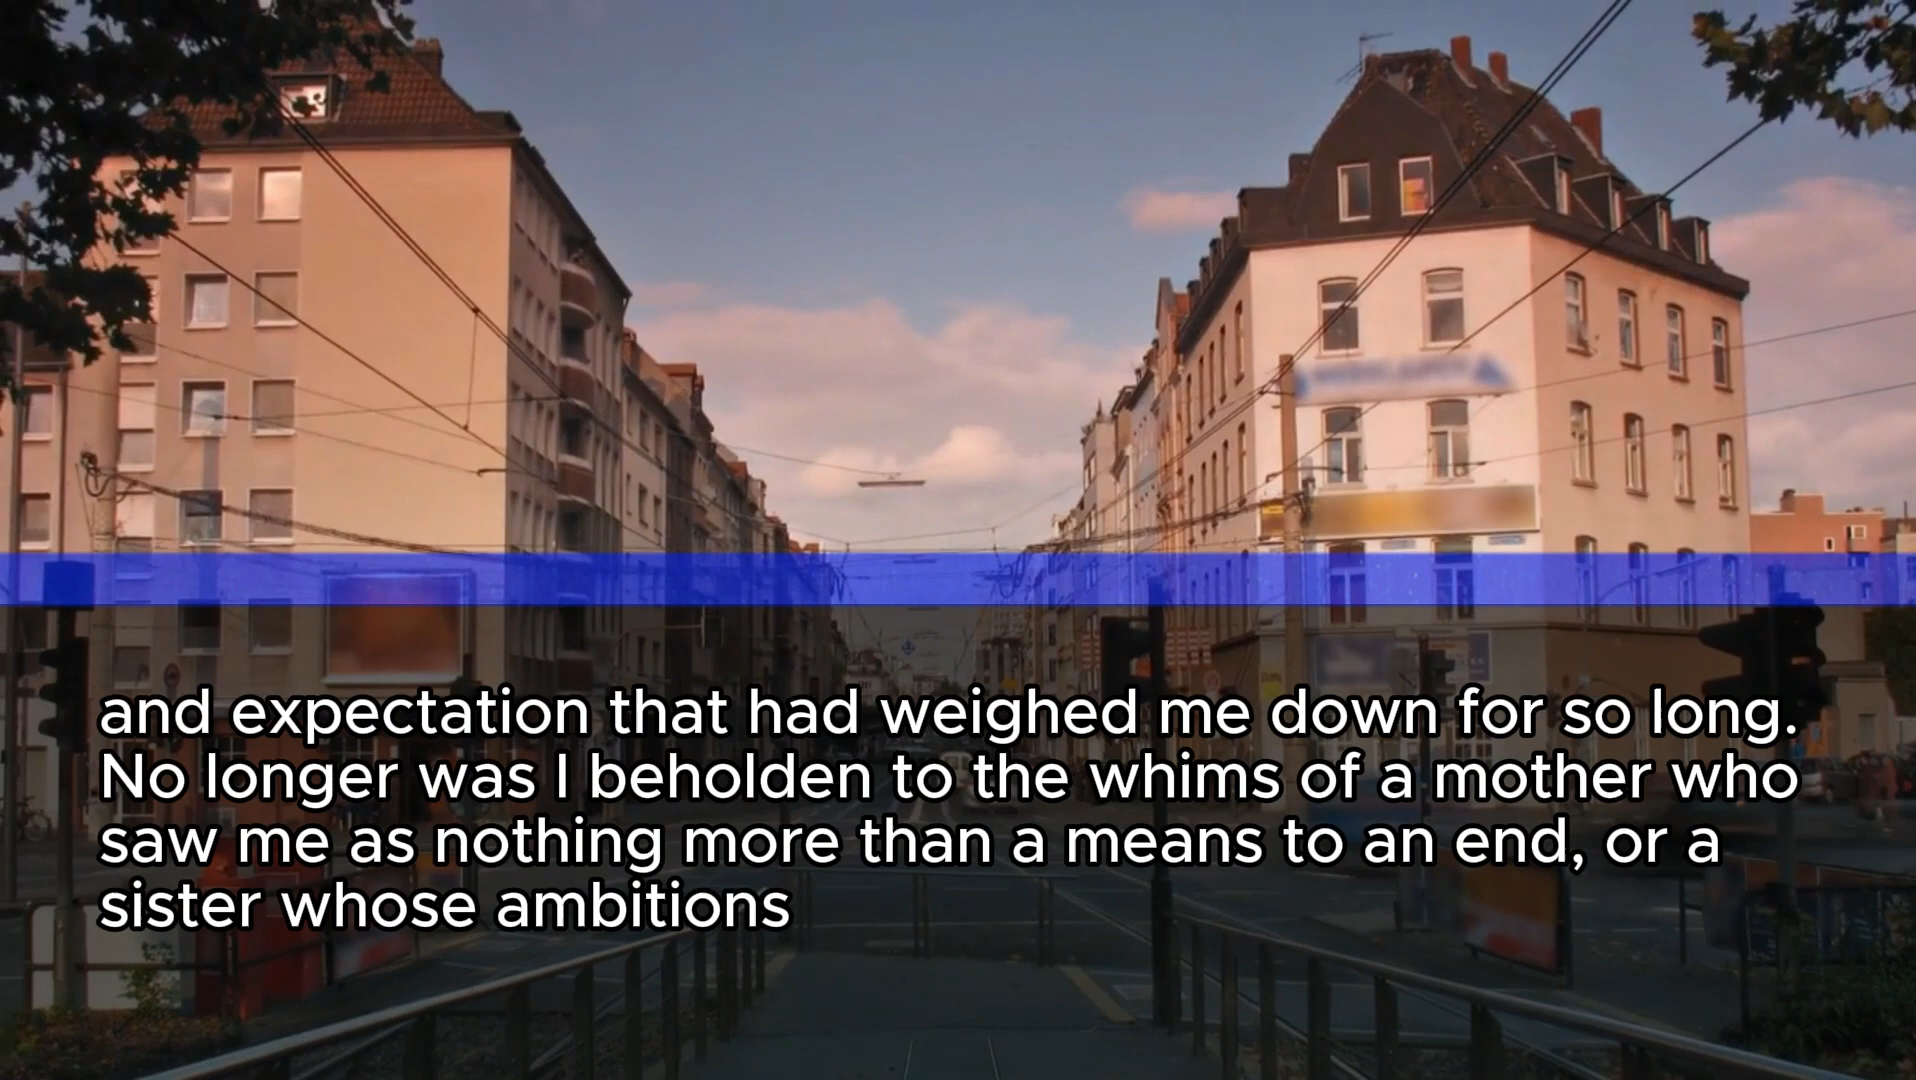 and expectation that had weighed me down for so long.
No longer was I beholden to the whims of a mother who
saw me as nothing more than a means to an end, or a
sister whose ambitions